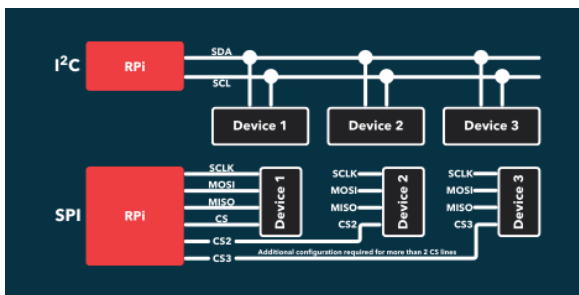 I²C
RPi
SDA
SCL
Device 1
Device 2
Device 3
SPI
RPi
SCLK
MOSI
MISO
CS
CS2
CS3
Device 1
SCLK
MOSI
MISO
CS2
Device 2
SCLK
MOSI
MISO
CS3
Device 3
Additional configuration required for more than 2 CS lines